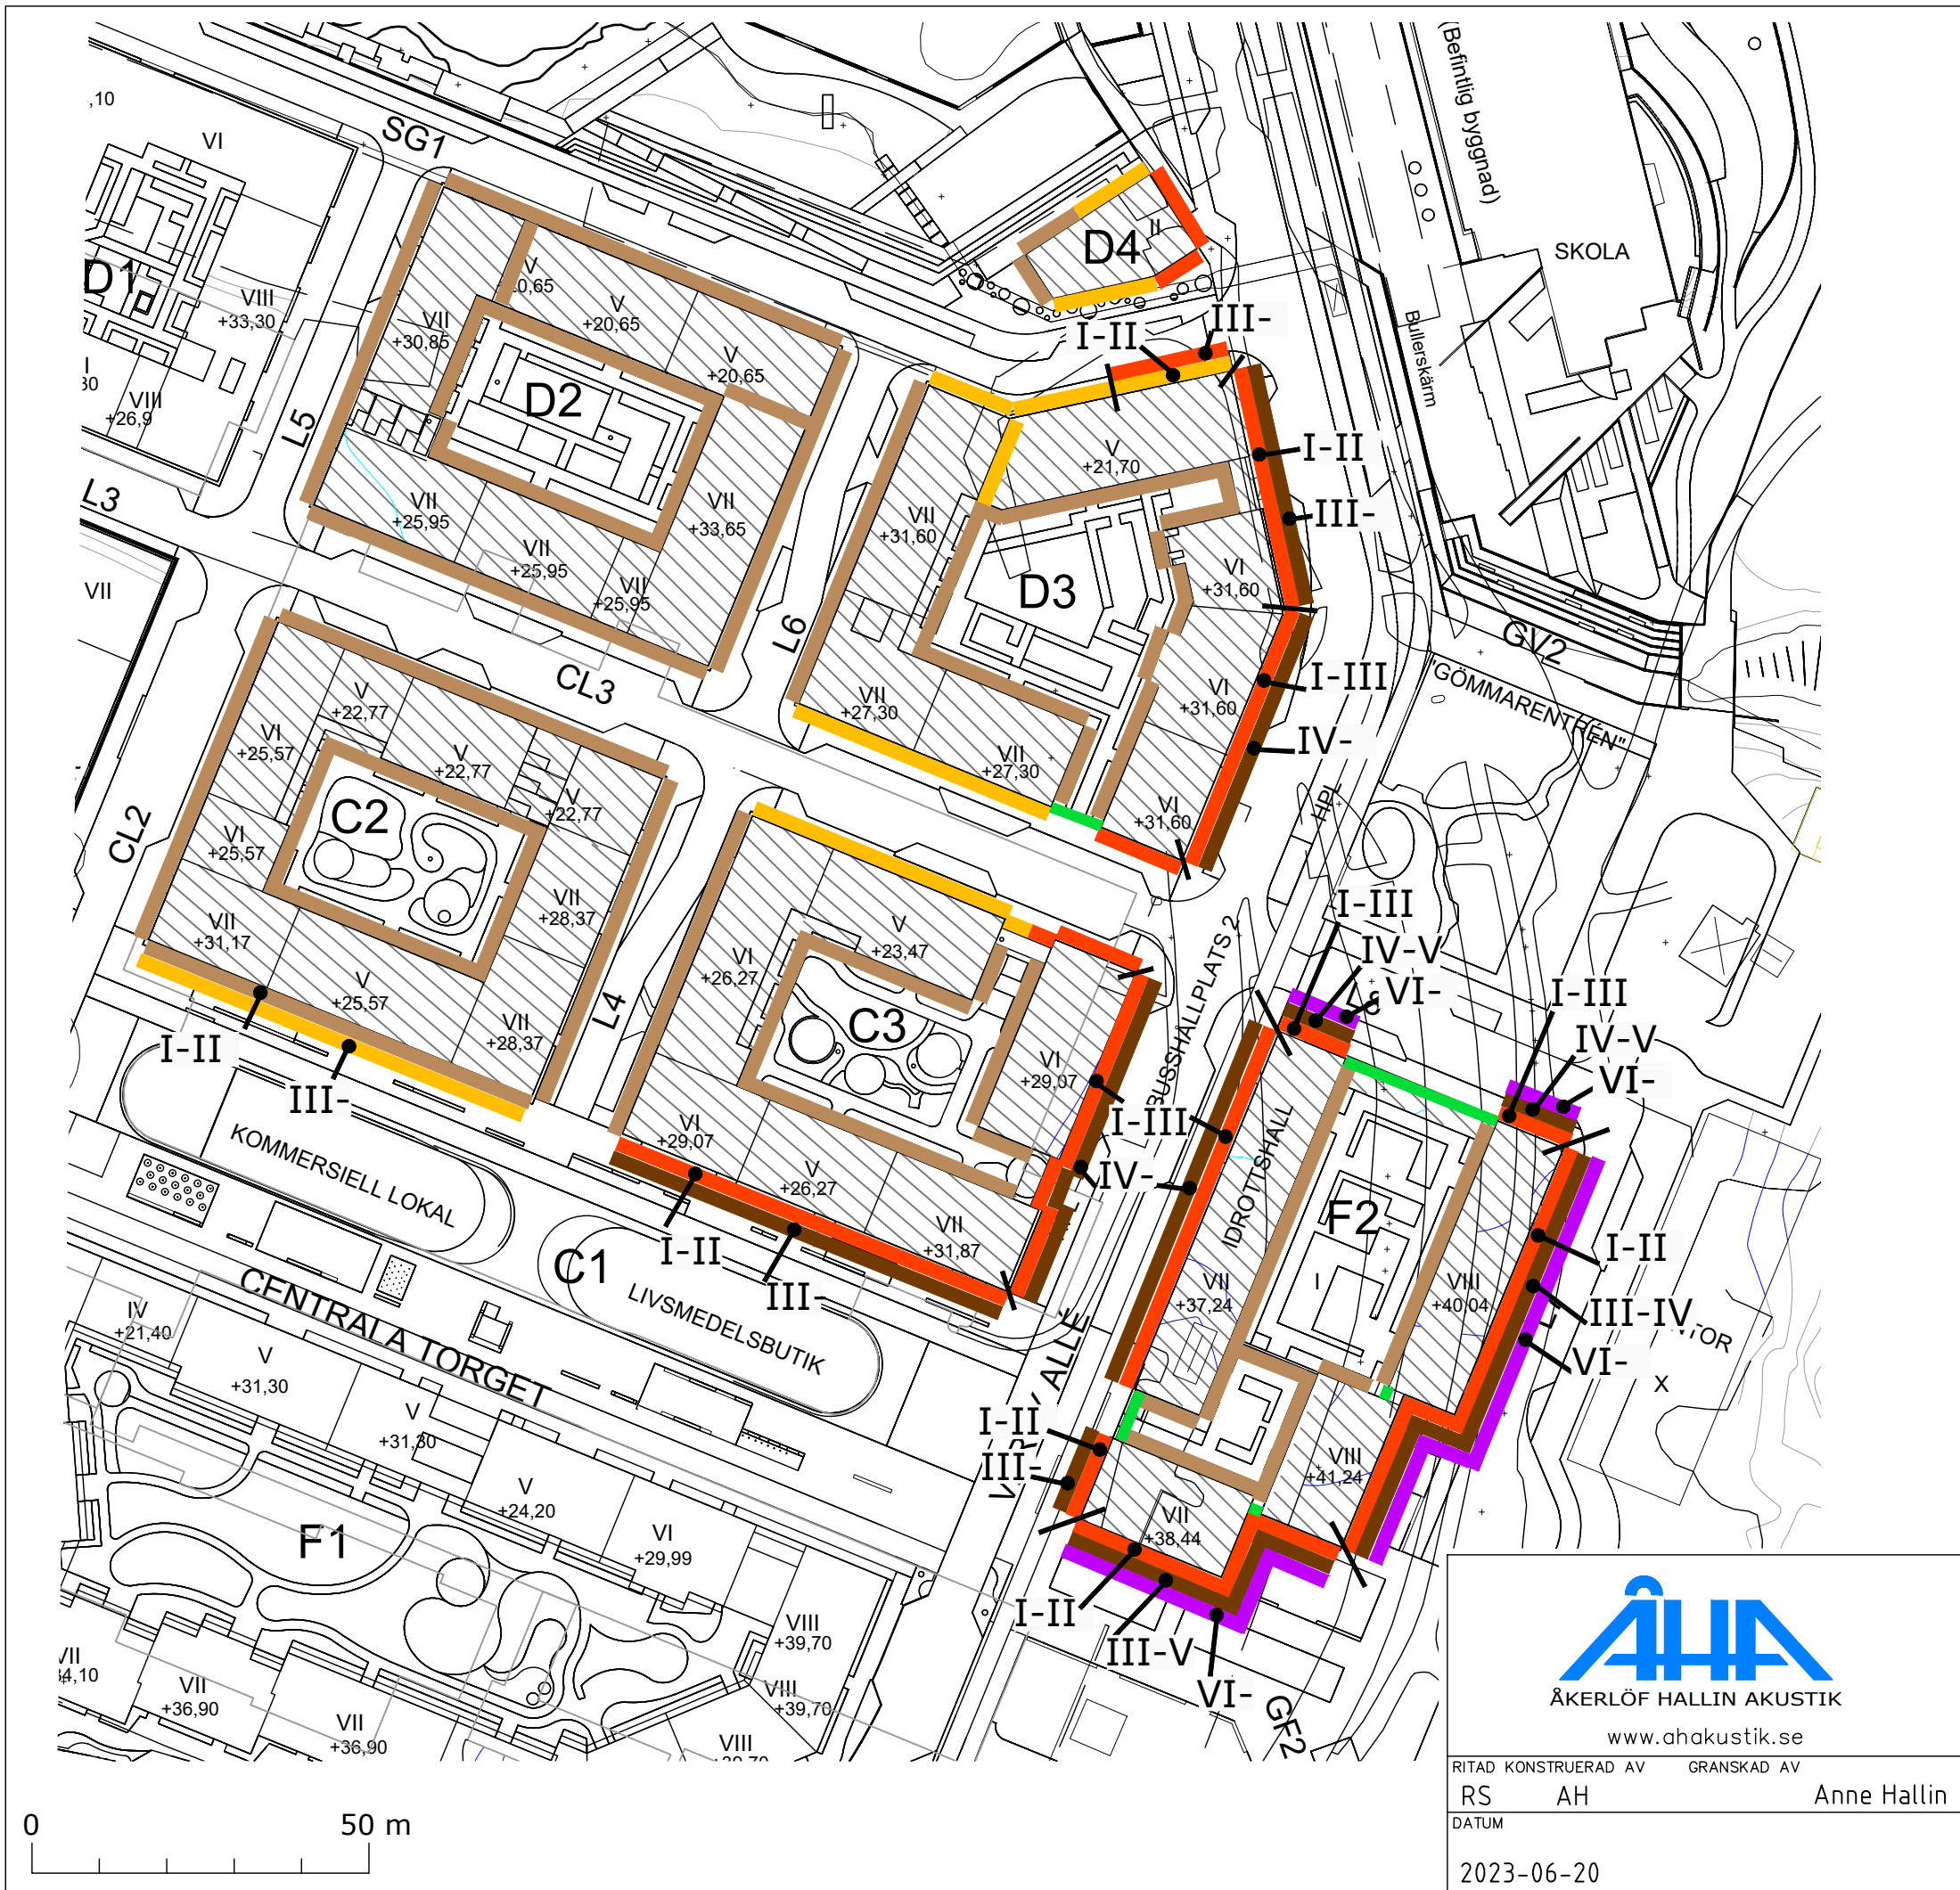 ,10
VI
SG1
(Befintlig byggnad)
SKOLA
D1
VIII
+33,30
VIII
+26,9
L5
L3
VII
V
V
+20,65
V
+20,65
VII
+30,85
D2
VII
+25,95
VII
+25,95
VII
+25,95
VII
+33,65
II
D4
III-
I-II
Bullerskärm
V
+21,70
I-II
III-
VII
+31,60
D3
VI
+31,60
VI
+31,60
VI
+31,60
I-III
IV-
VII
+27,30
VII
+27,30
L6
CL3
GV2
"GÖMMARENTRÉN"
HPL
CL2
V
+22,77
V
+22,77
V
+22,77
VI
+25,57
VI
+25,57
C2
VII
+31,17
V
+25,57
VII
+28,37
VII
+28,37
I-II
III-
L4
V
+23,47
VI
+26,27
C3
VI
+29,07
VI
+29,07
V
+26,27
VII
+31,87
I-II
III-
I-III
IV-
BUSSHÅLLPLATS 2
I-III
IV-V
VI-
I-III
IV-V
VI-
KOMMERSIELL LOKAL
C1
LIVSMEDELSBUTIK
CENTRALA TORGET
IDROTTSHALL
F2
I
VII
+37,24
VIII
+40,04
I-II
III-IV
VI-
X
VIII
+41,24
VII
+38,44
I-II
III-
I-II
III-V
VI-
GF2
IV
+21,40
V
+31,30
V
+31,30
V
+24,20
VI
+29,99
F1
VIII
+39,70
VIII
+39,70
VIII
VII
VII
+36,90
VII
+36,90
0 50 m
ÅHA
ÅKERLÖF HALLIN AKUSTIK
www.ahakustik.se
RITAD KONSTRUERAD AV GRANSKAD AV
RS AH Anne Hallin
DATUM
2023-06-20